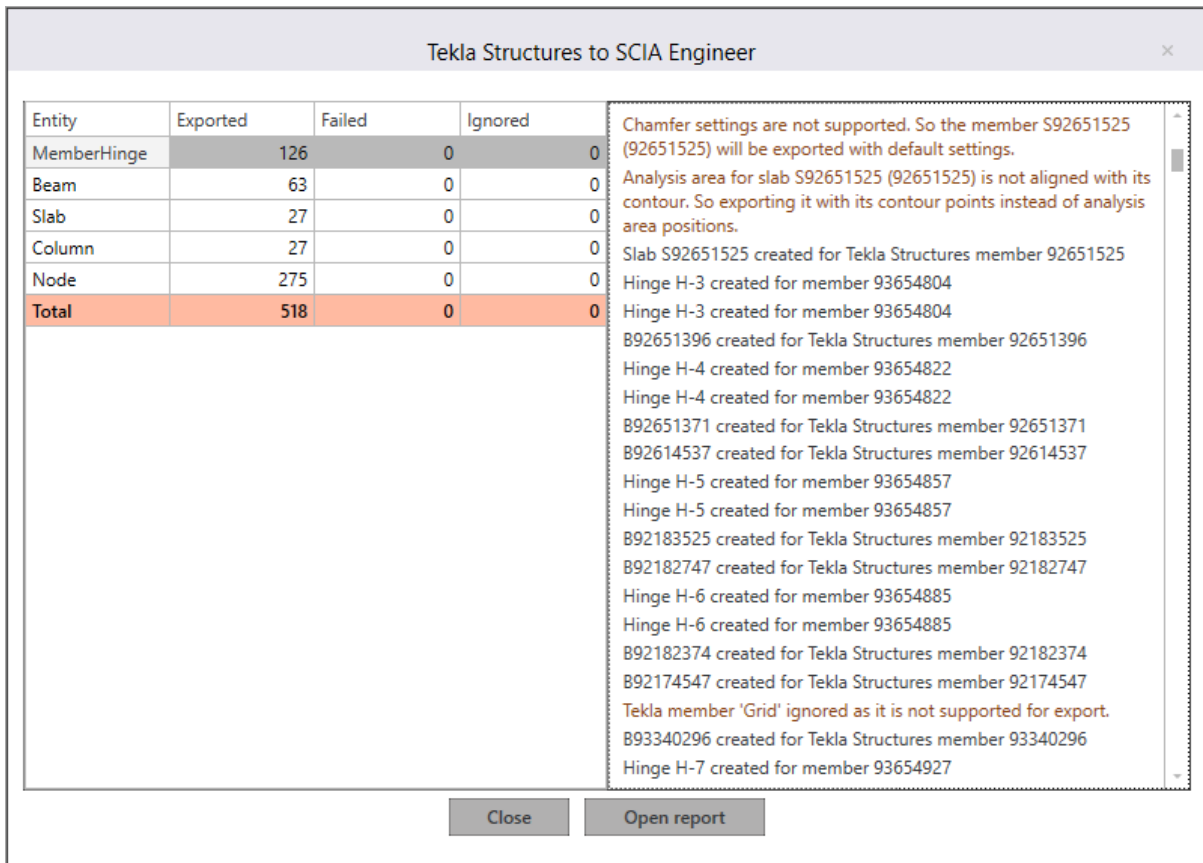 Tekla Structures to SCIA Engineer
Entity Exported Failed Ignored
MemberHinge 126 0 0
Beam 63 0 0
Slab 27 0 0
Column 27 0 0
Node 275 0 0
Total 518 0 0
Chamfer settings are not supported. So the member S92651525
(92651525) will be exported with default settings.
Analysis area for slab S92651525 (92651525) is not aligned with its
contour. So exporting it with its contour points instead of analysis
area positions.
Slab S92651525 created for Tekla Structures member 92651525
Hinge H-3 created for member 93654804
Hinge H-3 created for member 93654804
B92651396 created for Tekla Structures member 92651396
Hinge H-4 created for member 93654822
Hinge H-4 created for member 93654822
B92651371 created for Tekla Structures member 92651371
B92614537 created for Tekla Structures member 92614537
Hinge H-5 created for member 93654857
Hinge H-5 created for member 93654857
B92183525 created for Tekla Structures member 92183525
B92182747 created for Tekla Structures member 92182747
Hinge H-6 created for member 93654885
Hinge H-6 created for member 93654885
B92182374 created for Tekla Structures member 92182374
B92174547 created for Tekla Structures member 92174547
Tekla member 'Grid' ignored as it is not supported for export.
B93340296 created for Tekla Structures member 93340296
Hinge H-7 created for member 93654927
Close
Open report